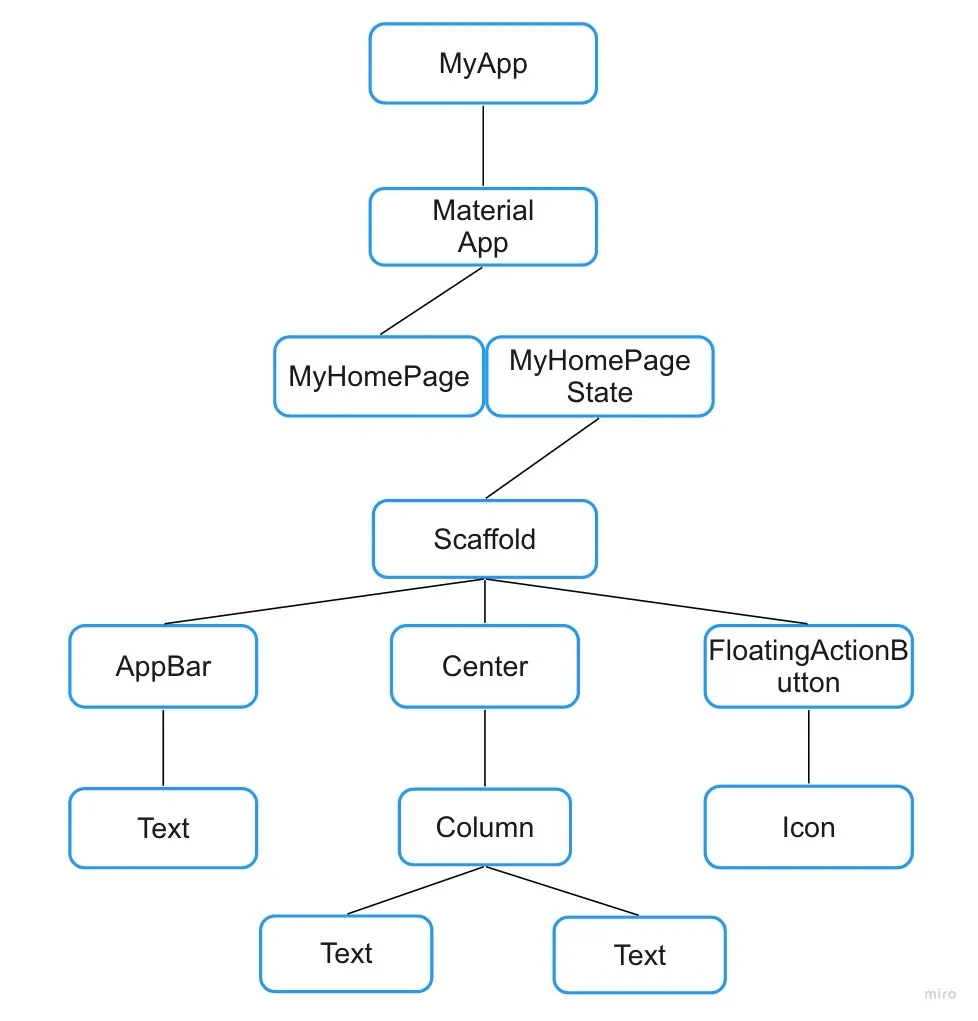 MyApp
Material
App
MyHomePage
MyHomePage
State
Scaffold
AppBar
Center
FloatingActionB
utton
Text
Column
Icon
Text
Text
miro